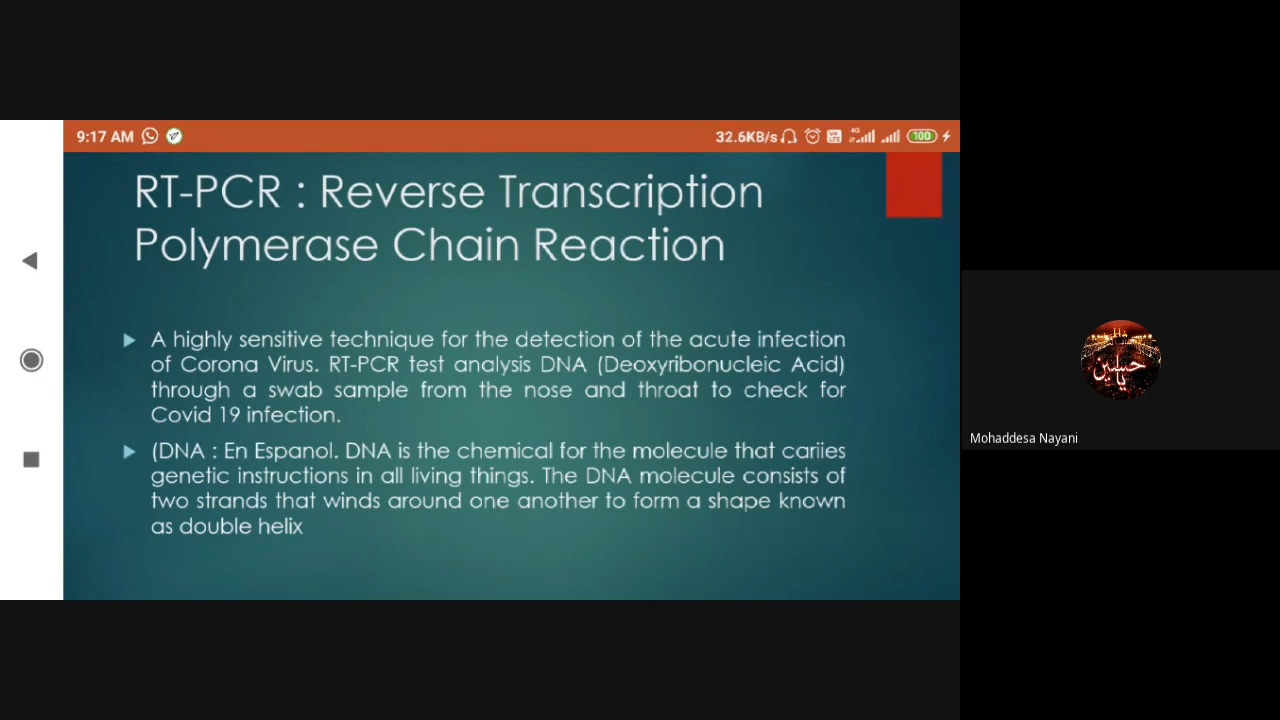 9:17 AM
32.6KB/s
4G
100
RT-PCR : Reverse Transcription
Polymerase Chain Reaction
A highly sensitive technique for the detection of the acute infection
of Corona Virus. RT-PCR test analysis DNA (Deoxyribonucleic Acid)
through a swab sample from the nose and throat to check for
Covid 19 infection.
(DNA : En Espanol. DNA is the chemical for the molecule that cariies
genetic instructions in all living things. The DNA molecule consists of
two strands that winds around one another to form a shape known
as double helix
يا حسين
Mohaddesa Nayani